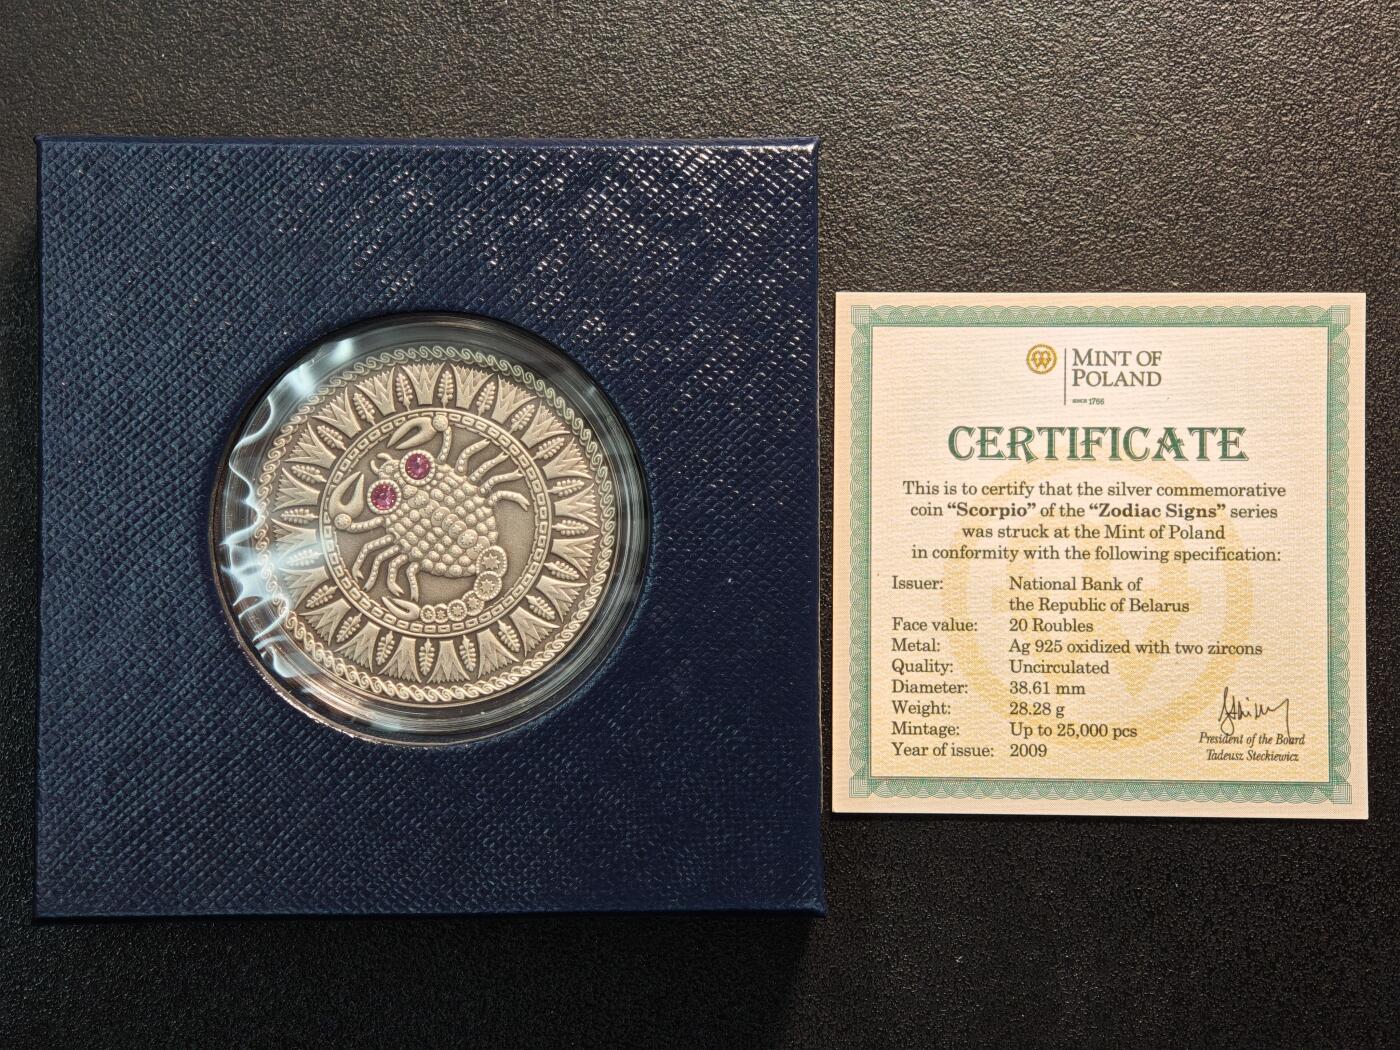 MINT OF
POLAND
SINCE 1766
CERTIFICATE
This is to certify that the silver commemorative
coin “Scorpio” of the “Zodiac Signs” series
was struck at the Mint of Poland
in conformity with the following specification:
Issuer: National Bank of
the Republic of Belarus
Face value: 20 Roubles
Metal: Ag 925 oxidized with two zircons
Quality: Uncirculated
Diameter: 38.61 mm
Weight: 28.28 g
Mintage: Up to 25,000 pcs
Year of issue: 2009
President of the Board
Tadeusz Steckiewicz